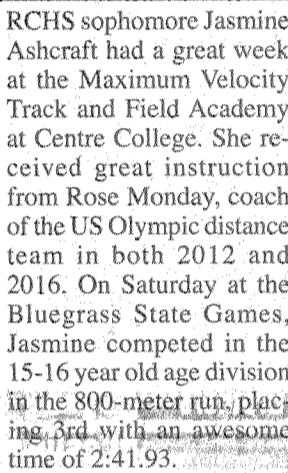 RCHS sophomore Jasmine
Ashcraft had a great week
at the Maximum Velocity
Track and Field Academy
at Centre College. She re-
ceived great instruction
from Rose Monday, coach
of the US Olympic distance
team in both 2012 and
2016. On Saturday at the
Bluegrass State Games,
Jasmine competed in the
15-16 year old age division
in the 800-meter run, plac-
ing 3rd with an awesome
time of 2:41.93.